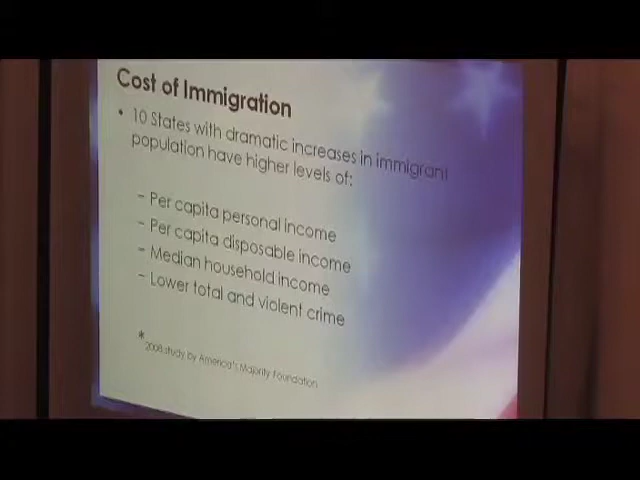 Cost of Immigration
• 10 States with dramatic increases in immigrant
population have higher levels of:
– Per capita personal income
– Per capita disposable income
– Median household income
– Lower total and violent crime
*
2008 study by America's Majority Foundation